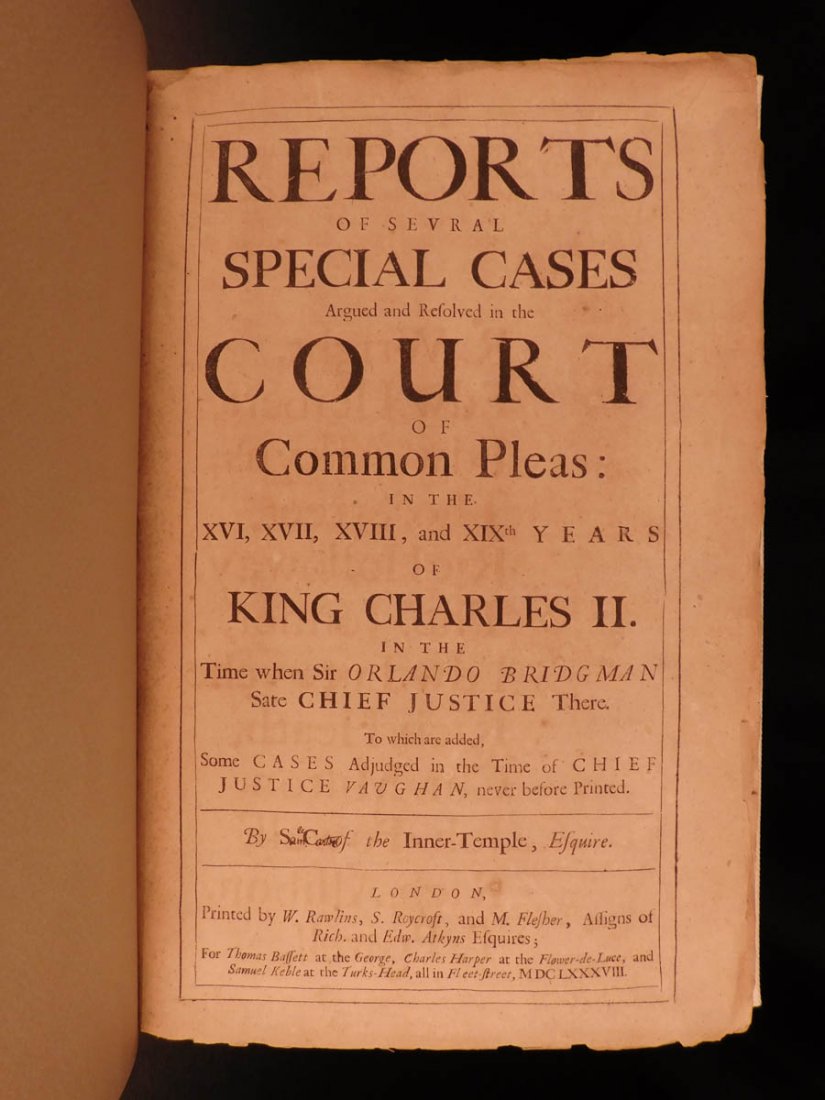 REPORTS
OF SEVRAL
SPECIAL CASES
Argued and Reſolved in the
COURT
OF
Common Pleas:
IN THE
XVI, XVII, XVIII, and XIXth YEARS
OF
KING CHARLES II.
IN THE
Time when Sir ORLANDO BRIDGMAN
Sate CHIEF JUSTICE There.
To which are added,
Some CASES Adjudged in the Time of CHIEF
JUSTICE VAUGHAN, never before Printed.
By of the Inner-Temple, Eſquire.
LONDON,
Printed by W. Rawlins, S. Roycroft, and M. Fleſher, Aſſigns of
Rich. and Edw. Atkyns Eſquires;
For Thomas Baſſett at the George, Charles Harper at the Flower-de-Luce, and
Samuel Keble at the Turks-Head, all in Fleet-ſtreet, MDCLXXXVIII.